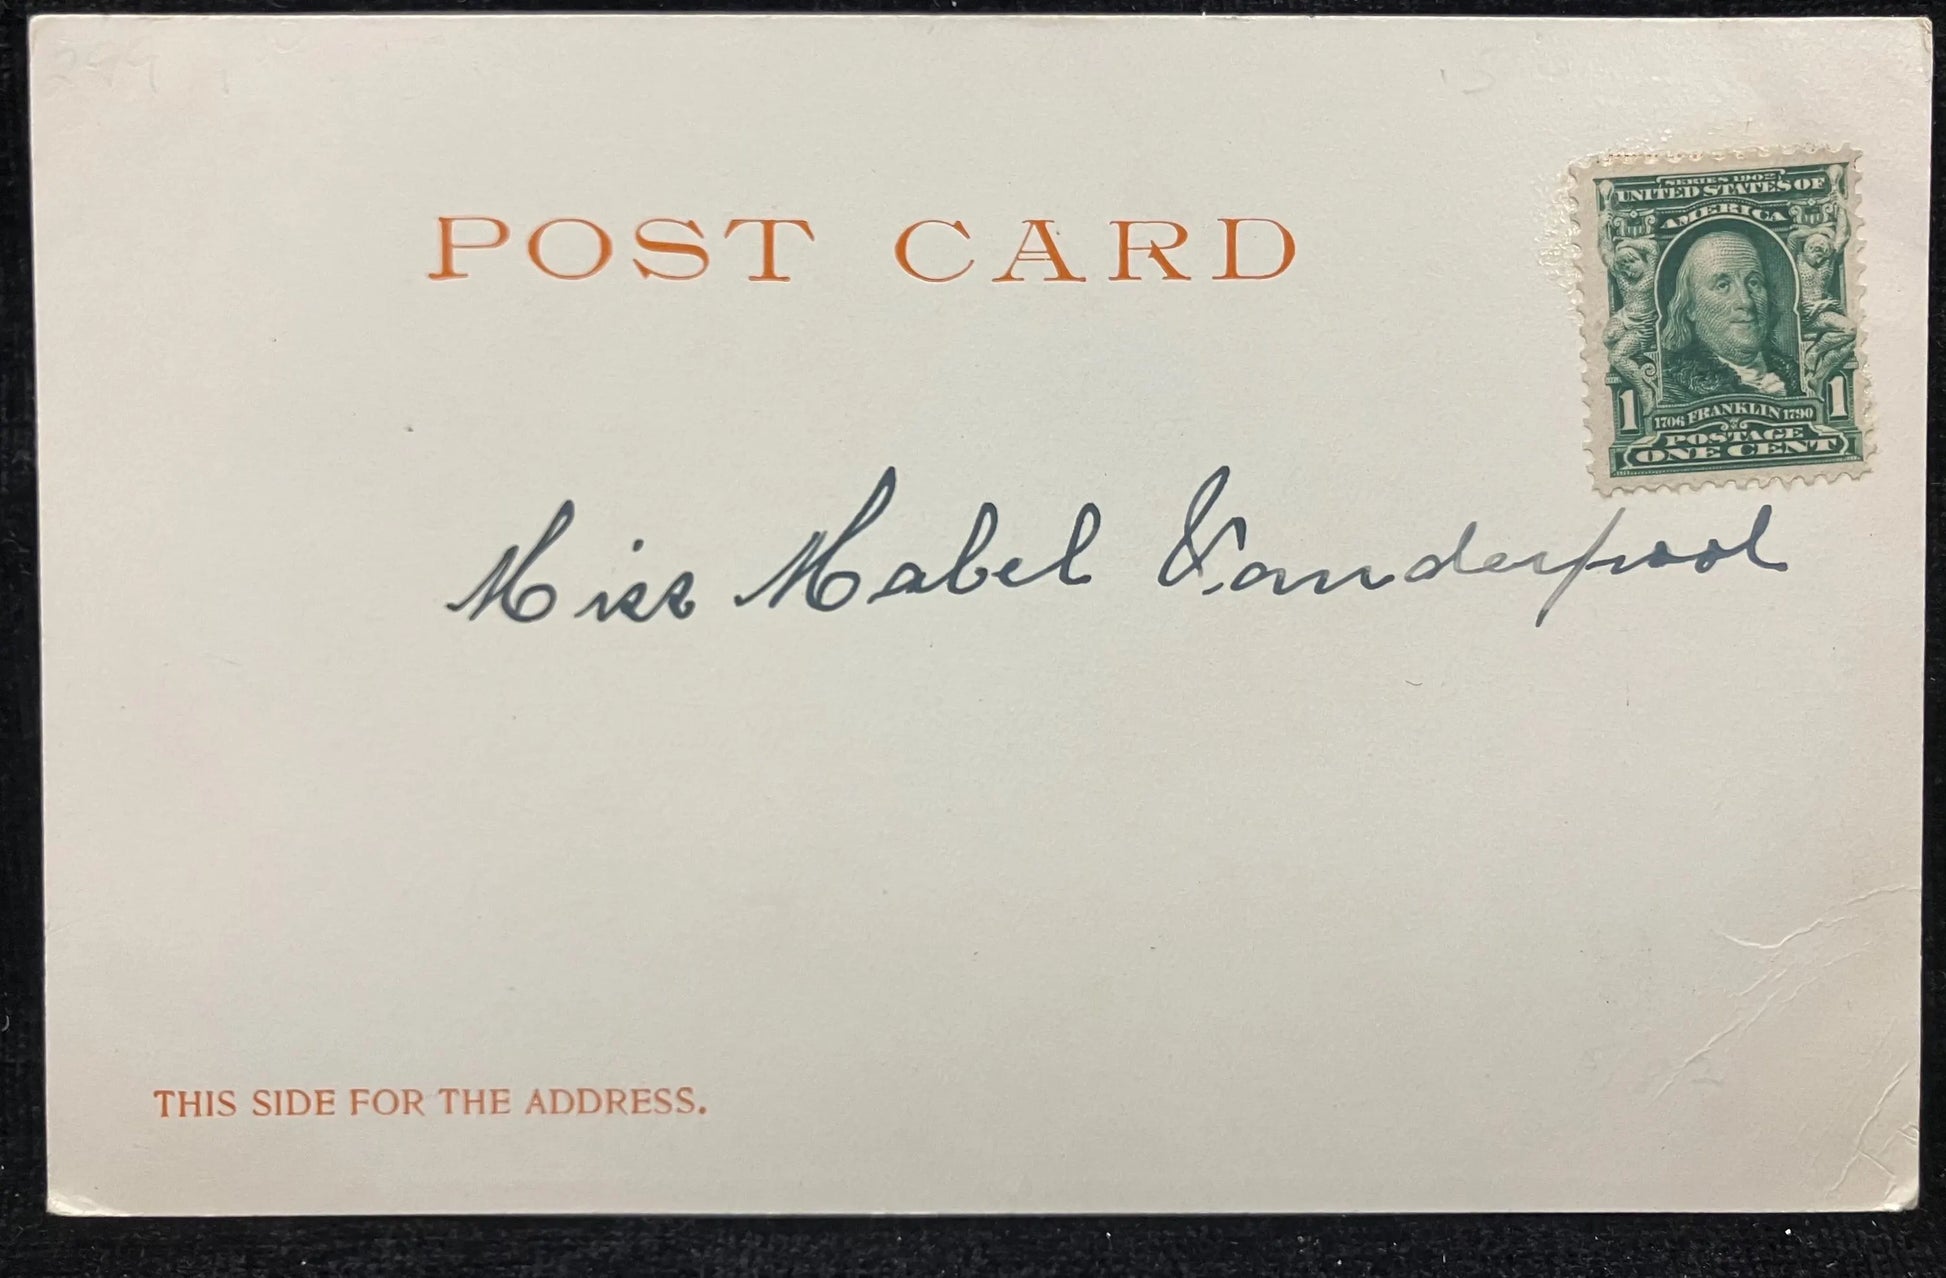 POST CARD
SERIES 1902
UNITED STATES OF
AMERICA
1 1706 FRANKLIN 1790 1
POSTAGE
ONE CENT
Miss Mabel Vanderpool
THIS SIDE FOR THE ADDRESS.